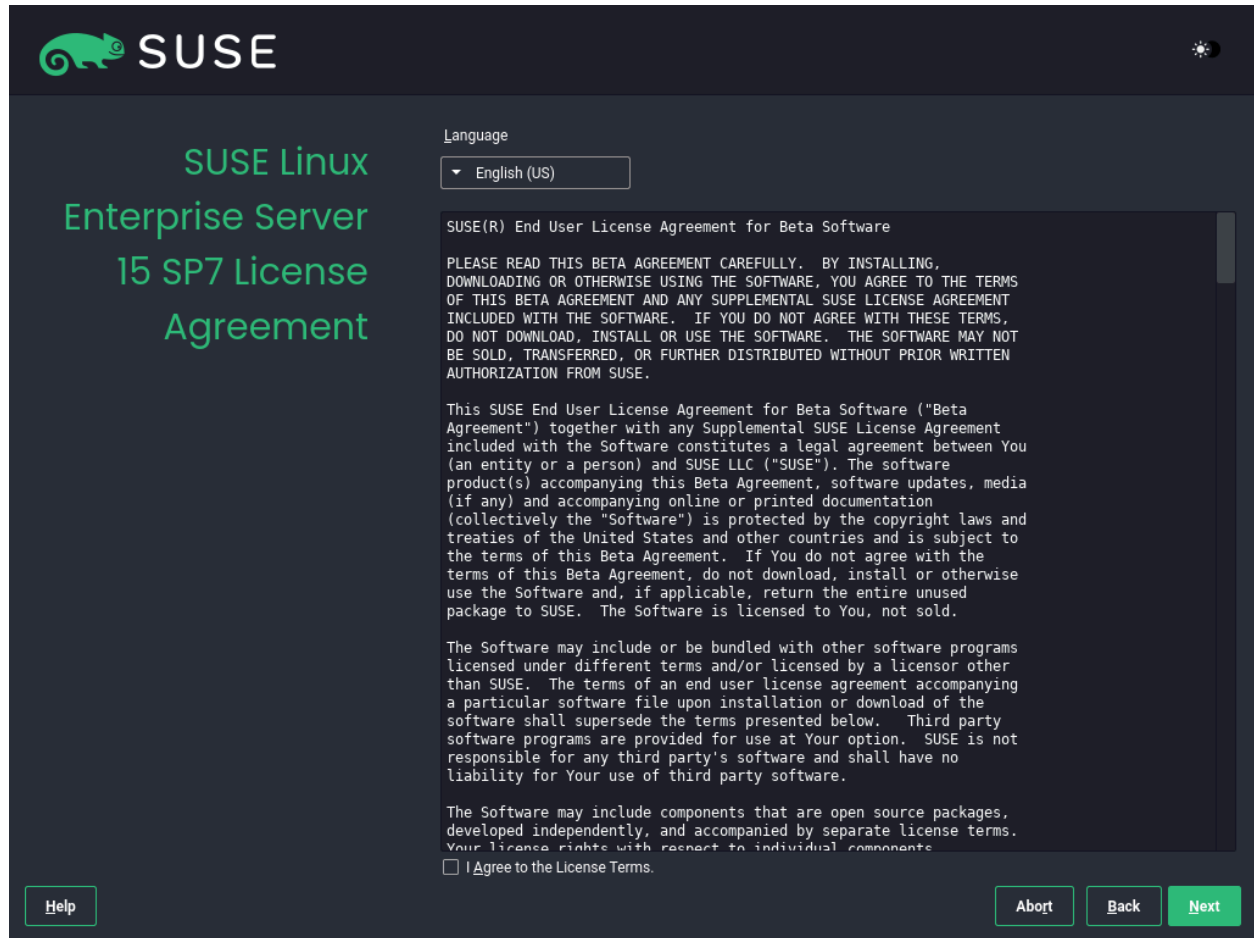 SUSE
SUSE Linux
Enterprise Server
15 SP7 License
Agreement
Language
English (US)
SUSE(R) End User License Agreement for Beta Software
PLEASE READ THIS BETA AGREEMENT CAREFULLY.  BY INSTALLING,
DOWNLOADING OR OTHERWISE USING THE SOFTWARE, YOU AGREE TO THE TERMS
OF THIS BETA AGREEMENT AND ANY SUPPLEMENTAL SUSE LICENSE AGREEMENT
INCLUDED WITH THE SOFTWARE.  IF YOU DO NOT AGREE WITH THESE TERMS,
DO NOT DOWNLOAD, INSTALL OR USE THE SOFTWARE.  THE SOFTWARE MAY NOT
BE SOLD, TRANSFERRED, OR FURTHER DISTRIBUTED WITHOUT PRIOR WRITTEN
AUTHORIZATION FROM SUSE.
This SUSE End User License Agreement for Beta Software ("Beta
Agreement") together with any Supplemental SUSE License Agreement
included with the Software constitutes a legal agreement between You
(an entity or a person) and SUSE LLC ("SUSE"). The software
product(s) accompanying this Beta Agreement, software updates, media
(if any) and accompanying online or printed documentation
(collectively the "Software") is protected by the copyright laws and
treaties of the United States and other countries and is subject to
the terms of this Beta Agreement.  If You do not agree with the
terms of this Beta Agreement, do not download, install or otherwise
use the Software and, if applicable, return the entire unused
package to SUSE.  The Software is licensed to You, not sold.
The Software may include or be bundled with other software programs
licensed under different terms and/or licensed by a licensor other
than SUSE.  The terms of an end user license agreement accompanying
a particular software file upon installation or download of the
software shall supersede the terms presented below.   Third party
software programs are provided for use at Your option.  SUSE is not
responsible for any third party's software and shall have no
liability for Your use of third party software.
The Software may include components that are open source packages,
developed independently, and accompanied by separate license terms.
Your license rights with respect to individual components
I Agree to the License Terms.
Help
Abort
Back
Next